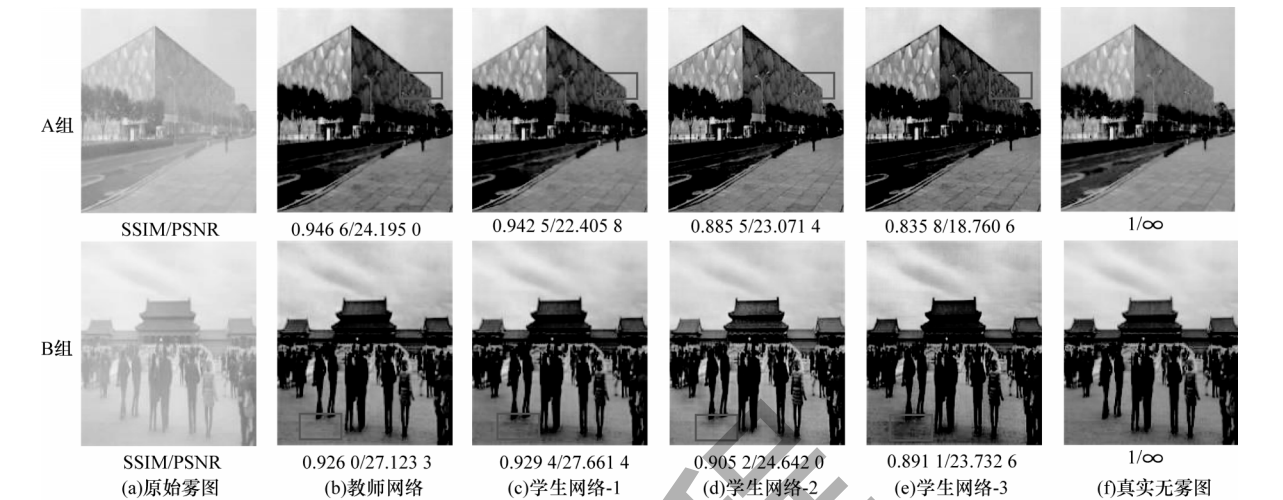 A组
SSIM/PSNR 0.946 6/24.195 0 0.942 5/22.405 8 0.885 5/23.071 4 0.835 8/18.760 6 1/∞
B组
SSIM/PSNR 0.926 0/27.123 3 0.929 4/27.661 4 0.905 2/24.642 0 0.891 1/23.732 6 1/∞
(a)原始雾图 (b)教师网络 (c)学生网络-1 (d)学生网络-2 (e)学生网络-3 (f)真实无雾图